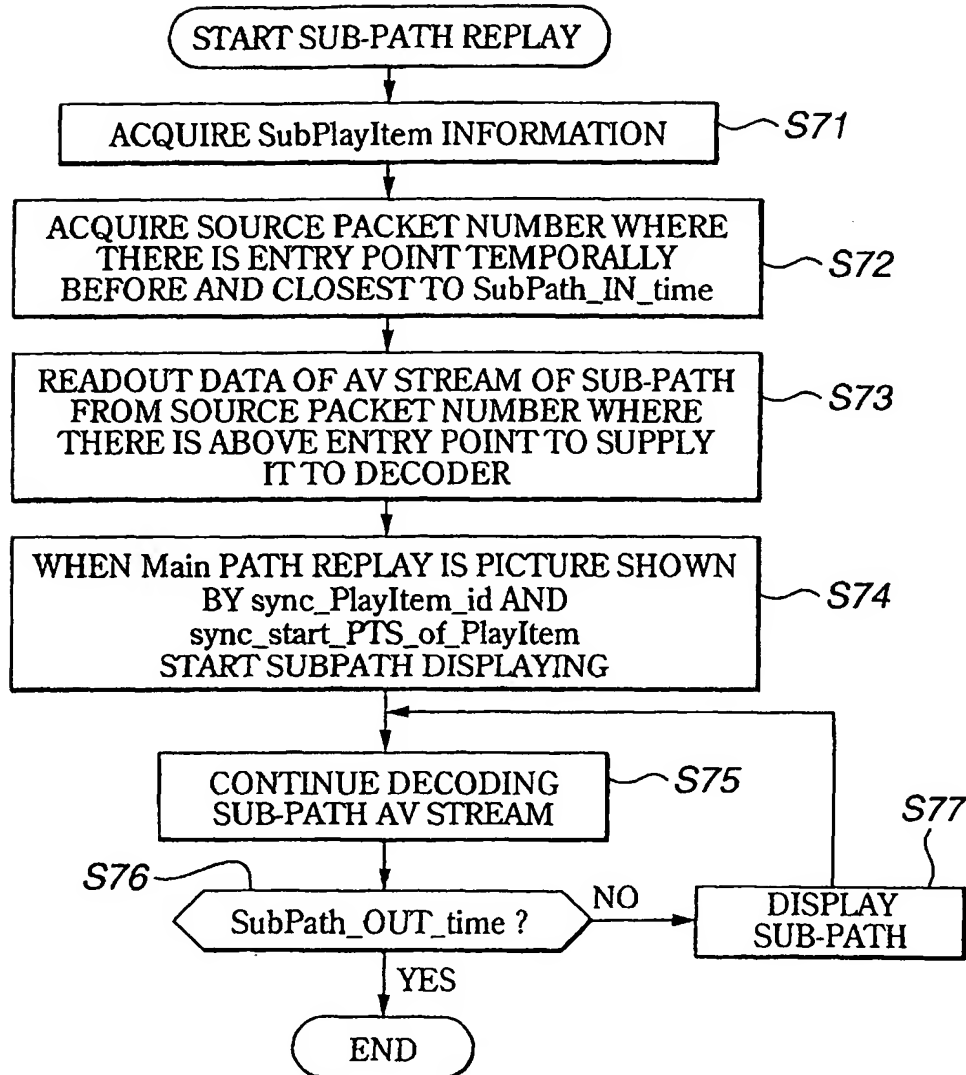 START SUB-PATH REPLAY
ACQUIRE SubPlayItem INFORMATION
S71
ACQUIRE SOURCE PACKET NUMBER WHERE
THERE IS ENTRY POINT TEMPORALLY
BEFORE AND CLOSEST TO SubPath_IN_time
S72
READOUT DATA OF AV STREAM OF SUB-PATH
FROM SOURCE PACKET NUMBER WHERE
THERE IS ABOVE ENTRY POINT TO SUPPLY
IT TO DECODER
S73
WHEN Main PATH REPLAY IS PICTURE SHOWN
BY sync_PlayItem_id AND
sync_start_PTS_of_PlayItem
START SUBPATH DISPLAYING
S74
CONTINUE DECODING
SUB-PATH AV STREAM
S75
S76
SubPath_OUT_time ?
NO
S77
DISPLAY
SUB-PATH
YES
END